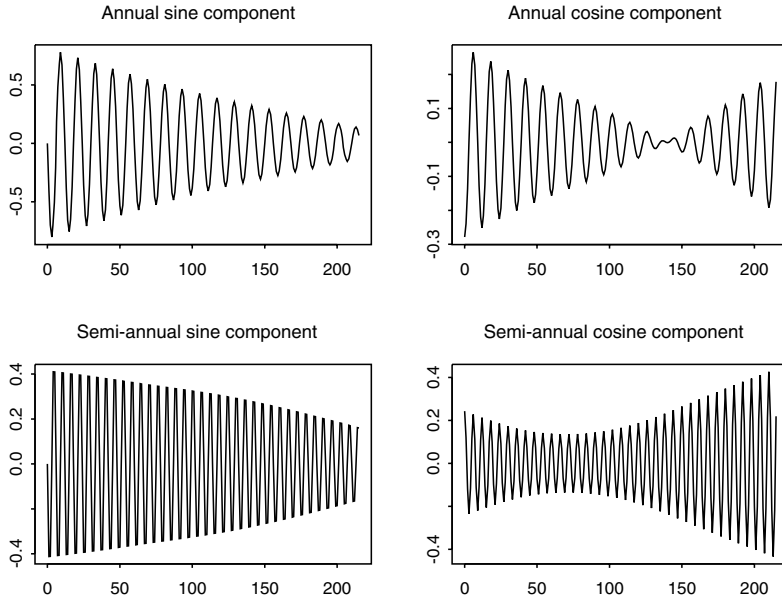 Annual sine component
Annual cosine component
0.5
0.0
-0.5
0 50 100 150 200
0.1
-0.1
-0.3
0 50 100 150 200
Semi-annual sine component
Semi-annual cosine component
0.4
0.2
0.0
-0.4
0 50 100 150 200
0.4
0.2
0.0
-0.4
0 50 100 150 200